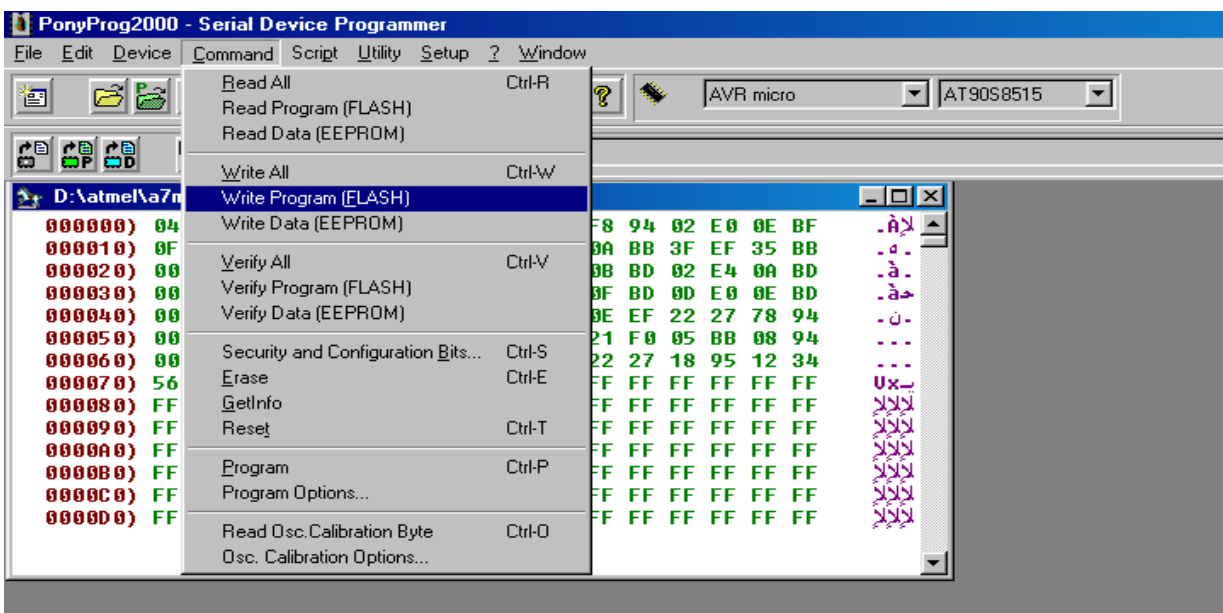 PonyProg2000 - Serial Device Programmer
File Edit Device Command Script Utility Setup ? Window
Read All Ctrl-R
Read Program (FLASH)
Read Data (EEPROM)
Write All Ctrl-W
Write Program (FLASH)
Write Data (EEPROM)
Verify All Ctrl-V
Verify Program (FLASH)
Verify Data (EEPROM)
Security and Configuration Bits... Ctrl-S
Erase Ctrl-E
GetInfo
Reset Ctrl-T
Program Ctrl-P
Program Options...
Read Osc.Calibration Byte Ctrl-O
Osc. Calibration Options...
AVR micro AT90S8515
D:\atmel\a7m
000000) 04 F8 94 02 E0 0E BF
000010) 0F 0A BB 3F EF 35 BB
000020) 00 0B BD 02 E4 0A BD
000030) 00 0F BD 0D E0 0E BD
000040) 00 0E EF 22 27 78 94
000050) 00 21 F0 05 BB 08 94
000060) 00 22 27 18 95 12 34
000070) 56 FF FF FF FF FF FF
000080) FF FF FF FF FF FF FF
000090) FF FF FF FF FF FF FF
0000A0) FF FF FF FF FF FF FF
0000B0) FF FF FF FF FF FF FF
0000C0) FF FF FF FF FF FF FF
0000D0) FF FF FF FF FF FF FF